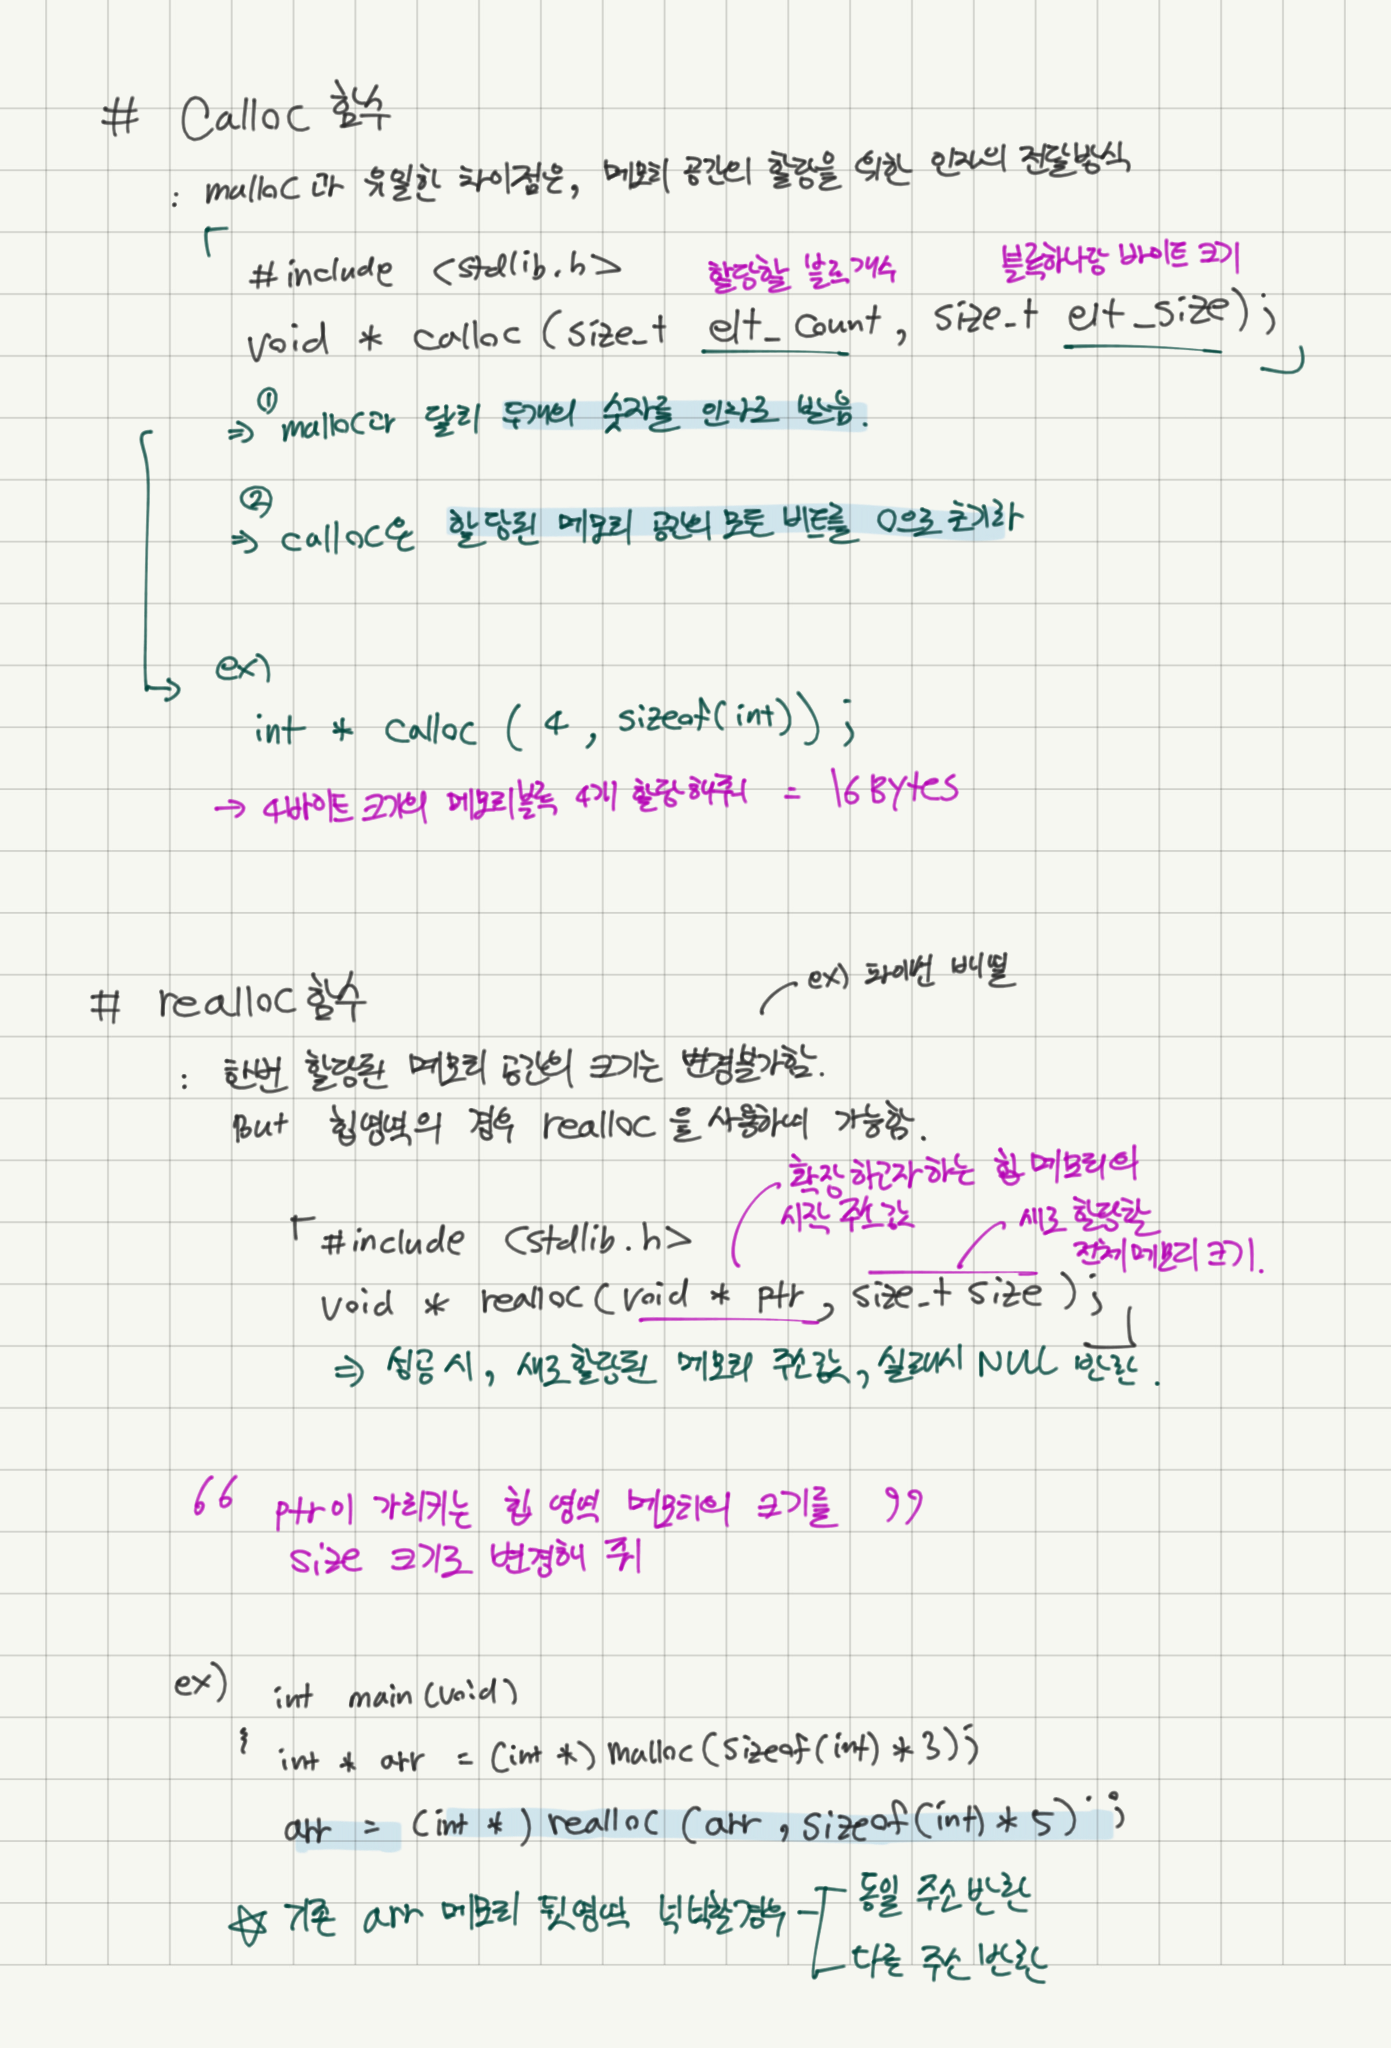 # Calloc 함수
: malloc과 유일한 차이점은, 메모리 공간의 할당을 위한 인자의 전달방식
#include <stdlib.h>
할당할 블록개수
블록하나당 바이트 크기
void * calloc (size_t elt_count, size_t elt_size);
① ⇒ malloc과 달리 두개의 숫자를 인자로 받음.
② ⇒ calloc은 할당된 메모리 공간의 모든 비트를 0으로 초기화
ex)
int * calloc ( 4 , sizeof(int)) ;
→ 4바이트 크기의 메모리블록 4개 할당해줘 = 16Bytes
# realloc 함수
ex)
: 한번 할당된 메모리 공간의 크기는 변경불가함.
But 힙영역의 경우 realloc을 사용하여 가능함.
확장하고자하는 힙 메모리의
시작 주소값
새로 할당할
전체메모리 크기.
#include <stdlib.h>
void * realloc(void * ptr , size_t size ) ;
⇒ 성공 시, 새로할당된 메모리 주소값, 실패시 NULL 반환.
“ ptr이 가리키는 힙 영역 메모리의 크기를 ”
size 크기로 변경해 줘
ex) int main(void)
{
int * arr = (int *) malloc(sizeof(int) * 3);
arr = (int * ) realloc (arr , sizeof(int) * 5) ;
☆ 기존 arr 메모리 뒷영역 넉넉할경우
동일 주소 반환
다른 주소 반환